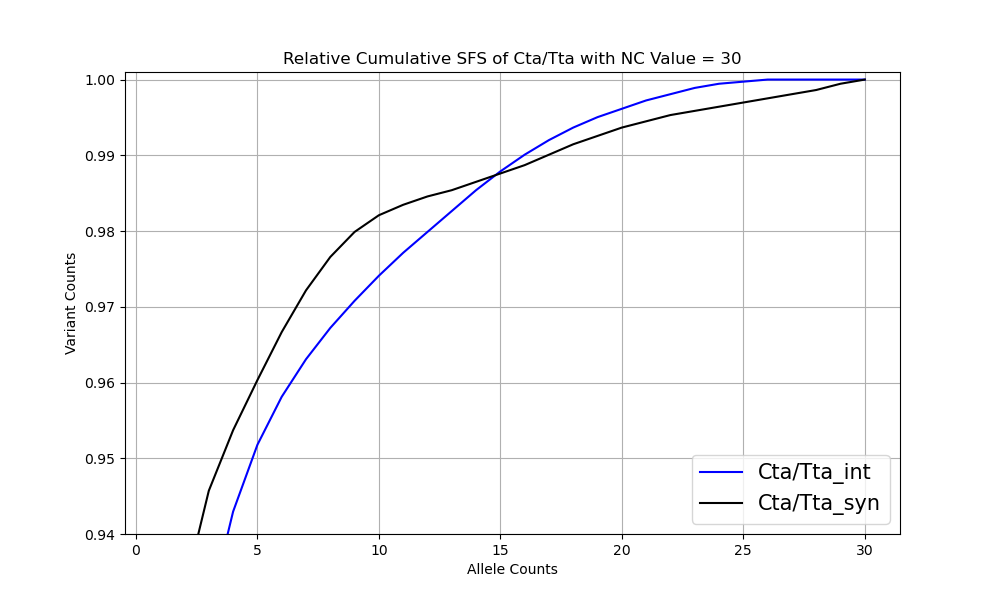 Relative Cumulative SFS of Cta/Tta with NC Value = 30
1.00
0.99
0.98
0.97
0.96
0.95
0.94
Variant Counts
0 5 10 15 20 25 30
Allele Counts
Cta/Tta_int
Cta/Tta_syn